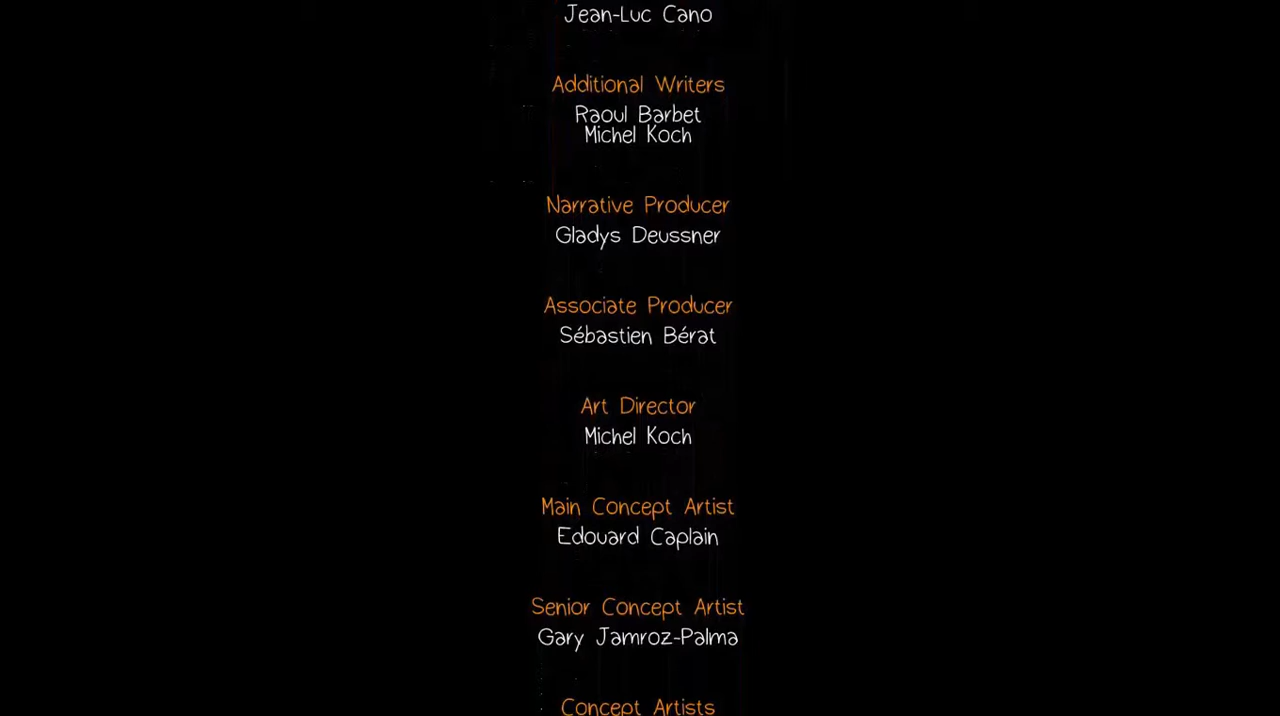 Jean-Luc Cano
Additional Writers
Raoul Barbet
Michel Koch
Narrative Producer
Gladys Deussner
Associate Producer
Sébastien Bérat
Art Director
Michel Koch
Main Concept Artist
Edouard Caplain
Senior Concept Artist
Gary Jamroz-Palma
Concept Artists